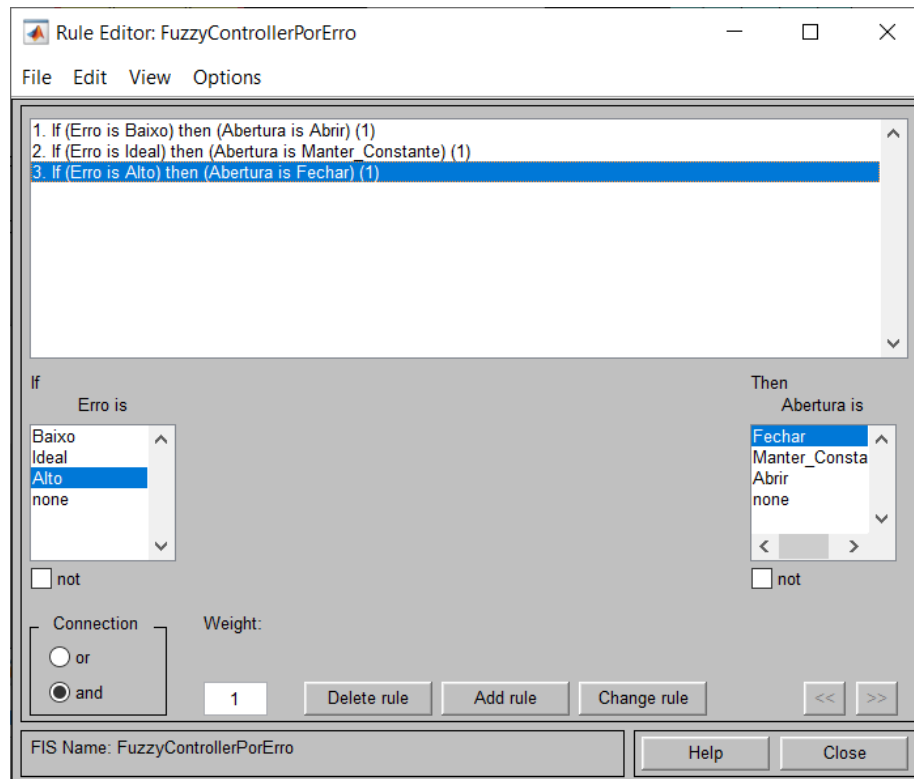 Rule Editor: FuzzyControllerPorErro
File Edit View Options
1. If (Erro is Baixo) then (Abertura is Abrir) (1)
2. If (Erro is Ideal) then (Abertura is Manter_Constante) (1)
3. If (Erro is Alto) then (Abertura is Fechar) (1)
If
Then
Erro is
Abertura is
Baixo
Ideal
Alto
none
Fechar
Manter_Consta
Abrir
none
< >
not
not
Connection
or
and
Weight:
1
Delete rule
Add rule
Change rule
<<
>>
FIS Name: FuzzyControllerPorErro
Help
Close